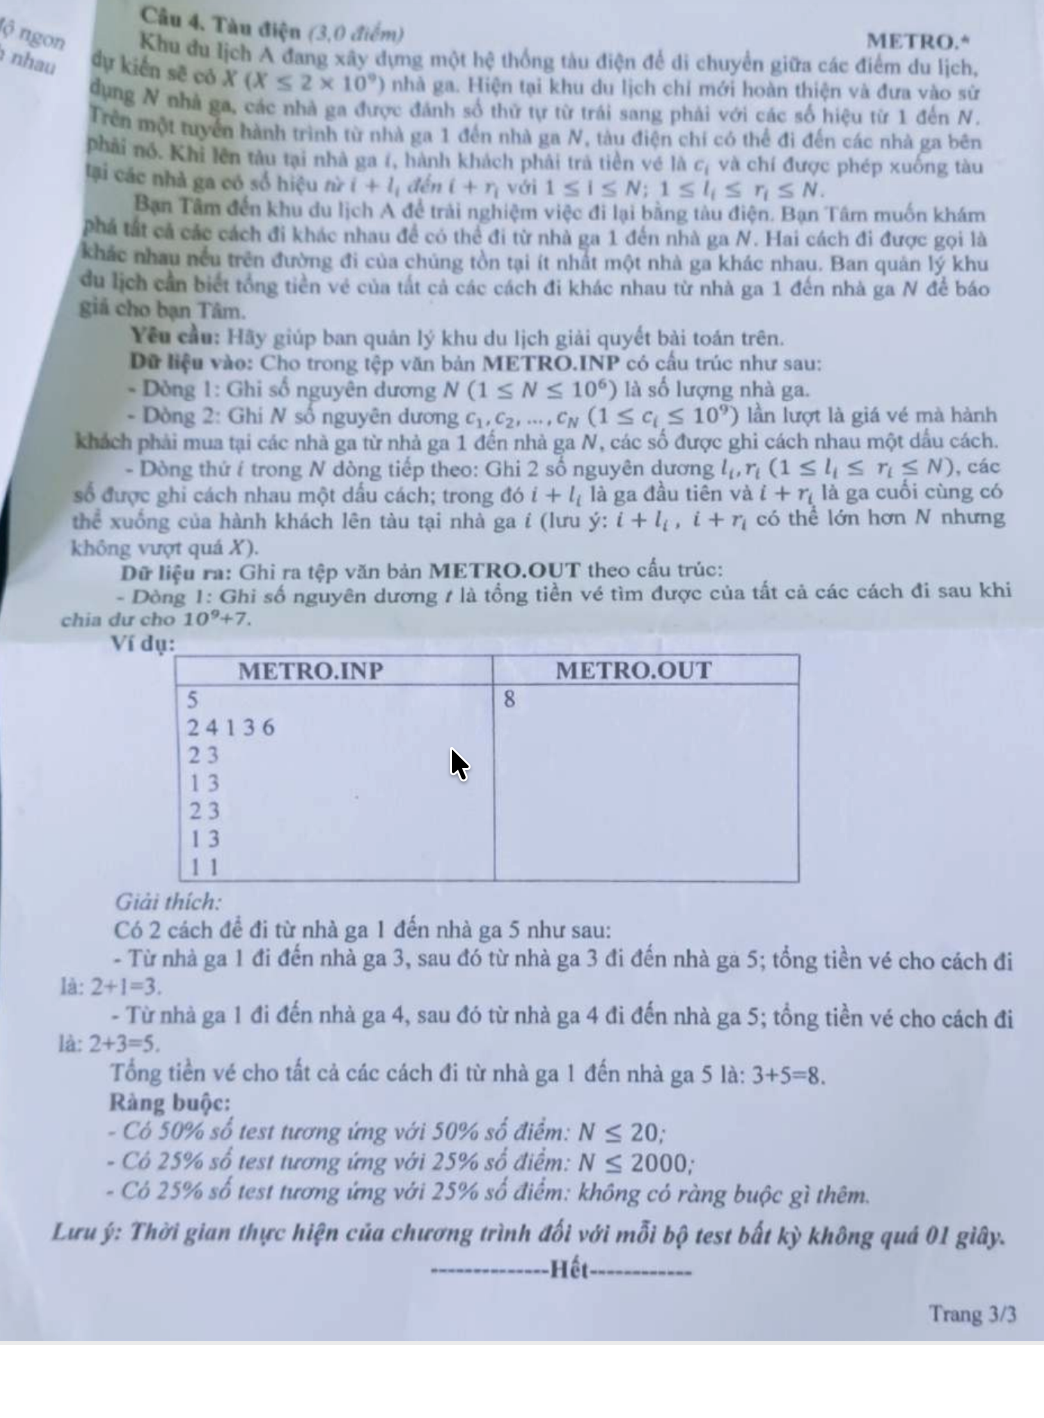 ộ ngon
nhau
Câu 4. Tàu điện (3,0 điểm)
METRO.*
Khu du lịch A đang xây dựng một hệ thống tàu điện để di chuyển giữa các điểm du lịch,
dự kiến sẽ có X (X ≤ 2 × 10⁹) nhà ga. Hiện tại khu du lịch chỉ mới hoàn thiện và đưa vào sử
dụng N nhà ga, các nhà ga được đánh số thứ tự từ trái sang phải với các số hiệu từ 1 đến N.
Trên một tuyến hành trình từ nhà ga 1 đến nhà ga N, tàu điện chỉ có thể đi đến các nhà ga bên
phải nó. Khi lên tàu tại nhà ga i, hành khách phải trả tiền vé là cᵢ và chỉ được phép xuống tàu
tại các nhà ga có số hiệu từ i + lᵢ đến i + rᵢ với 1 ≤ i ≤ N; 1 ≤ lᵢ ≤ rᵢ ≤ N.
Bạn Tâm đến khu du lịch A để trải nghiệm việc đi lại bằng tàu điện. Bạn Tâm muốn khám
phá tất cả các cách đi khác nhau để có thể đi từ nhà ga 1 đến nhà ga N. Hai cách đi được gọi là
khác nhau nếu trên đường đi của chúng tồn tại ít nhất một nhà ga khác nhau. Ban quản lý khu
du lịch cần biết tổng tiền vé của tất cả các cách đi khác nhau từ nhà ga 1 đến nhà ga N để báo
giá cho bạn Tâm.
Yêu cầu: Hãy giúp ban quản lý khu du lịch giải quyết bài toán trên.
Dữ liệu vào: Cho trong tệp văn bản METRO.INP có cấu trúc như sau:
- Dòng 1: Ghi số nguyên dương N (1 ≤ N ≤ 10⁶) là số lượng nhà ga.
- Dòng 2: Ghi N số nguyên dương c₁, c₂, ..., c_N (1 ≤ cᵢ ≤ 10⁹) lần lượt là giá vé mà hành
khách phải mua tại các nhà ga từ nhà ga 1 đến nhà ga N, các số được ghi cách nhau một dấu cách.
- Dòng thứ i trong N dòng tiếp theo: Ghi 2 số nguyên dương lᵢ, rᵢ (1 ≤ lᵢ ≤ rᵢ ≤ N), các
số được ghi cách nhau một dấu cách; trong đó i + lᵢ là ga đầu tiên và i + rᵢ là ga cuối cùng có
thể xuống của hành khách lên tàu tại nhà ga i (lưu ý: i + lᵢ , i + rᵢ có thể lớn hơn N nhưng
không vượt quá X).
Dữ liệu ra: Ghi ra tệp văn bản METRO.OUT theo cấu trúc:
- Dòng 1: Ghi số nguyên dương t là tổng tiền vé tìm được của tất cả các cách đi sau khi
chia dư cho 10⁹+7.
Ví dụ:
METRO.INP METRO.OUT
5 8
2 4 1 3 6
2 3
1 3
2 3
1 3
1 1
Giải thích:
Có 2 cách để đi từ nhà ga 1 đến nhà ga 5 như sau:
- Từ nhà ga 1 đi đến nhà ga 3, sau đó từ nhà ga 3 đi đến nhà ga 5; tổng tiền vé cho cách đi
là: 2+1=3.
- Từ nhà ga 1 đi đến nhà ga 4, sau đó từ nhà ga 4 đi đến nhà ga 5; tổng tiền vé cho cách đi
là: 2+3=5.
Tổng tiền vé cho tất cả các cách đi từ nhà ga 1 đến nhà ga 5 là: 3+5=8.
Ràng buộc:
- Có 50% số test tương ứng với 50% số điểm: N ≤ 20;
- Có 25% số test tương ứng với 25% số điểm: N ≤ 2000;
- Có 25% số test tương ứng với 25% số điểm: không có ràng buộc gì thêm.
Lưu ý: Thời gian thực hiện của chương trình đối với mỗi bộ test bất kỳ không quá 01 giây.
---------------Hết-------------
Trang 3/3